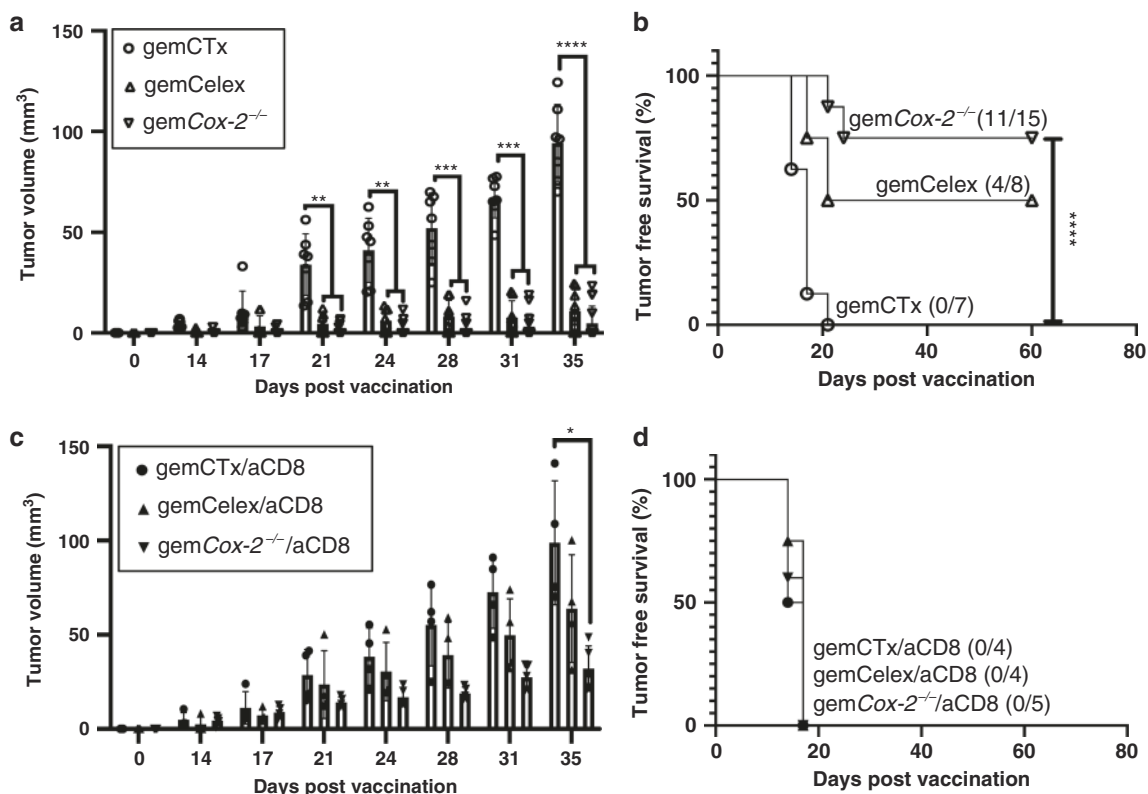 a
150
100
50
0
Tumor volume (mm³)
gemCTx
gemCelex
gemCox-2⁻/⁻
**
**
***
***
****
0 14 17 21 24 28 31 35
Days post vaccination
b
100
50
0
Tumor free survival (%)
gemCox-2⁻/⁻ (11/15)
gemCelex (4/8)
gemCTx (0/7)
****
0 20 40 60 80
Days post vaccination
c
150
100
50
0
Tumor volume (mm³)
gemCTx/aCD8
gemCelex/aCD8
gemCox-2⁻/⁻/aCD8
*
0 14 17 21 24 28 31 35
Days post vaccination
d
100
50
0
Tumor free survival (%)
gemCTx/aCD8 (0/4)
gemCelex/aCD8 (0/4)
gemCox-2⁻/⁻/aCD8 (0/5)
0 20 40 60 80
Days post vaccination